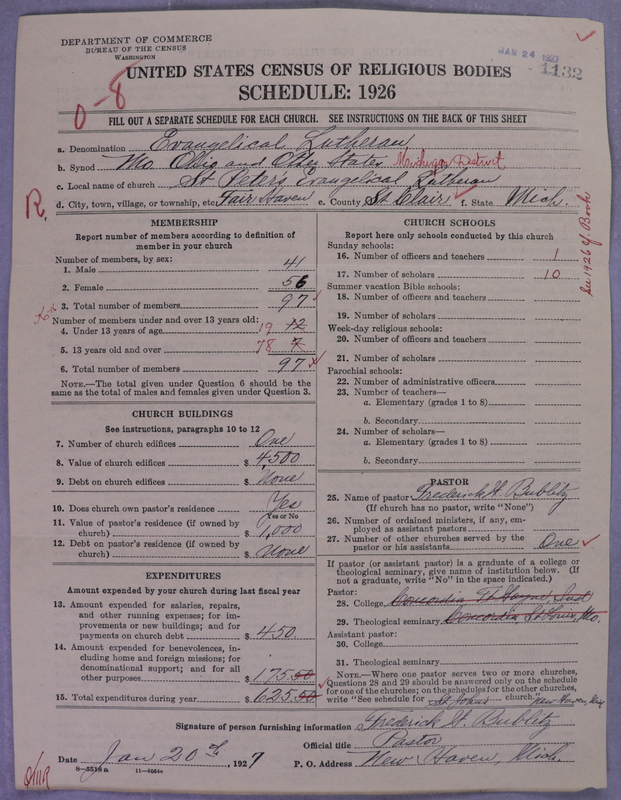 DEPARTMENT OF COMMERCE
BUREAU OF THE CENSUS
WASHINGTON
JAN 24 1927
1132
0-8
UNITED STATES CENSUS OF RELIGIOUS BODIES
SCHEDULE: 1926
FILL OUT A SEPARATE SCHEDULE FOR EACH CHURCH. SEE INSTRUCTIONS ON THE BACK OF THIS SHEET
a. Denomination Evangelical Lutheran
b. Synod Mo. Ohio and Other States Michigan District
c. Local name of church St Peters Evangelical Lutheran
d. City, town, village, or township, etc. Fair Haven e. County St Clair f. State Mich.
R.
MEMBERSHIP
Report number of members according to definition of
member in your church
Number of members, by sex:
1. Male 41
2. Female 56
3. Total number of members 97
Number of members under and over 13 years old:
4. Under 13 years of age 19 12
5. 13 years old and over 78 7
6. Total number of members 97
NOTE.—The total given under Question 6 should be
same as the total of males and females given under Question 3.
CHURCH BUILDINGS
See instructions, paragraphs 10 to 12
7. Number of church edifices One
8. Value of church edifices $ 4,500
9. Debt on church edifices $ None
10. Does church own pastor's residence Yes
Yes or No
11. Value of pastor's residence (if owned by
church) $ 1,000
12. Debt on pastor's residence (if owned by
church) $ None
EXPENDITURES
Amount expended by church during last fiscal year
13. Amount expended for salaries, repairs,
and other running expenses; for im-
provements or new buildings; and for
payments on church debt $ 450.
14. Amount expended for benevolences, in-
cluding home and foreign missions; for
denominational support; and for all
other purposes $ 175.50
15. Total expenditures during year $ 625.50
CHURCH SCHOOLS
Report here only schools conducted by this church
Sunday schools:
16. Number of officers and teachers 1
17. Number of scholars 10
See 1926 Y Book
Summer vacation Bible schools:
18. Number of officers and teachers
19. Number of scholars
Week-day religious schools:
20. Number of officers and teachers
21. Number of scholars
Parochial schools:
22. Number of administrative officers
23. Number of teachers—
a. Elementary (grades 1 to 8)
b. Secondary
24. Number of scholars—
a. Elementary (grades 1 to 8)
b. Secondary
PASTOR
25. Name of pastor Frederick H. Bublitz
(If church has no pastor, write "None")
26. Number of ordained ministers, if any, em-
ployed as assistant pastors
27. Number of other churches served by the
pastor or his assistants One
If pastor (or assistant pastor) is a graduate of a college or
theological seminary, give name of institution below. (If
not a graduate, write "No" in the space indicated.)
Pastor:
28. College Concordia Ft Wayne Ind
29. Theological seminary Concordia, St Louis, Mo.
Assistant pastor:
30. College
31. Theological seminary
NOTE.—Where one pastor serves two or more churches,
Questions 28 and 29 should be answered only on the schedule
for one of the churches; on the schedules for the other churches,
write "See schedule for St Johns church." New Haven, Mich
Signature of person furnishing information Frederick H. Bublitz
Official title Pastor
Date Jan 20th, 1927 P. O. Address New Haven, Mich.
8—5519a 11—9084